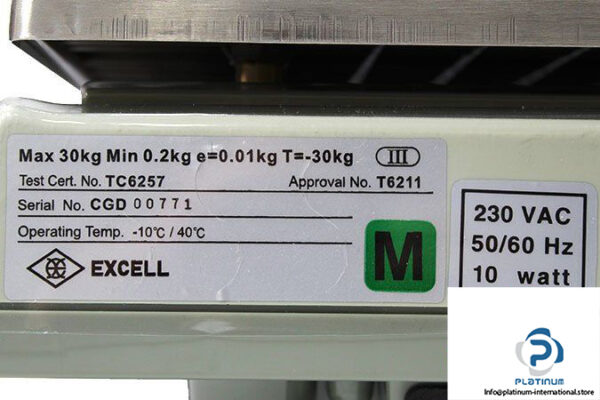 Max 30kg Min 0.2kg e=0.01kg T=-30kg III
Test Cert. No. TC6257 Approval No. T6211
Serial No. CGD 00771
Operating Temp. -10℃ / 40℃
EXCELL
M
230 VAC
50/60 Hz
10 watt
PLATINUM
info@platinum-international.store